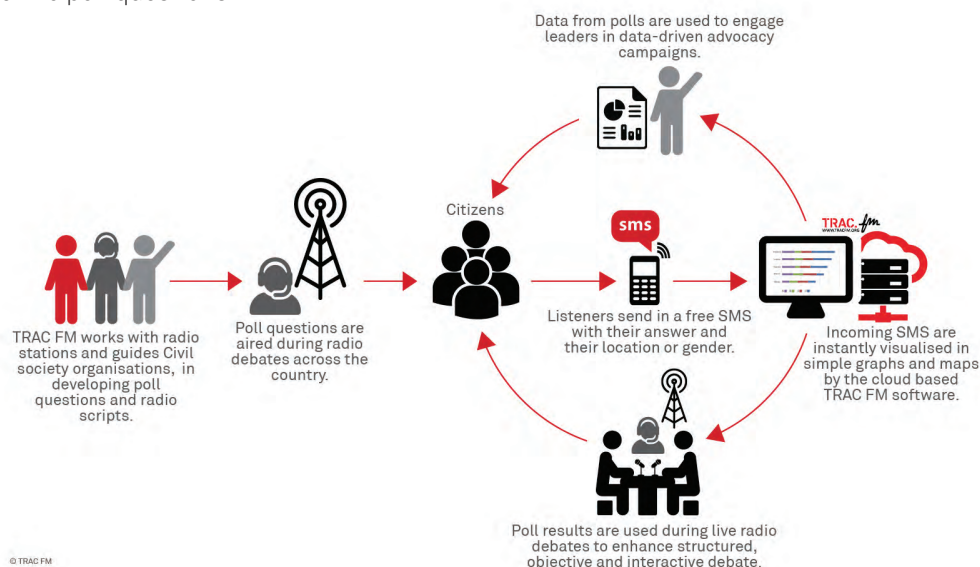 Data from polls are used to engage
leaders in data-driven advocacy
campaigns.
Citizens
sms
TRAC. fm
WWW.TRACFM.ORG
TRAC FM works with radio
stations and guides Civil
society organisations, in
developing poll
questions and radio
scripts.
Poll questions are
aired during radio
debates across the
country.
Listeners send in a free SMS
with their answer and
their location or gender.
Incoming SMS are
instantly visualised in
simple graphs and maps
by the cloud based
TRAC FM software.
Poll results are used during live radio
debates to enhance structured,
objective and interactive debate.
© TRAC FM